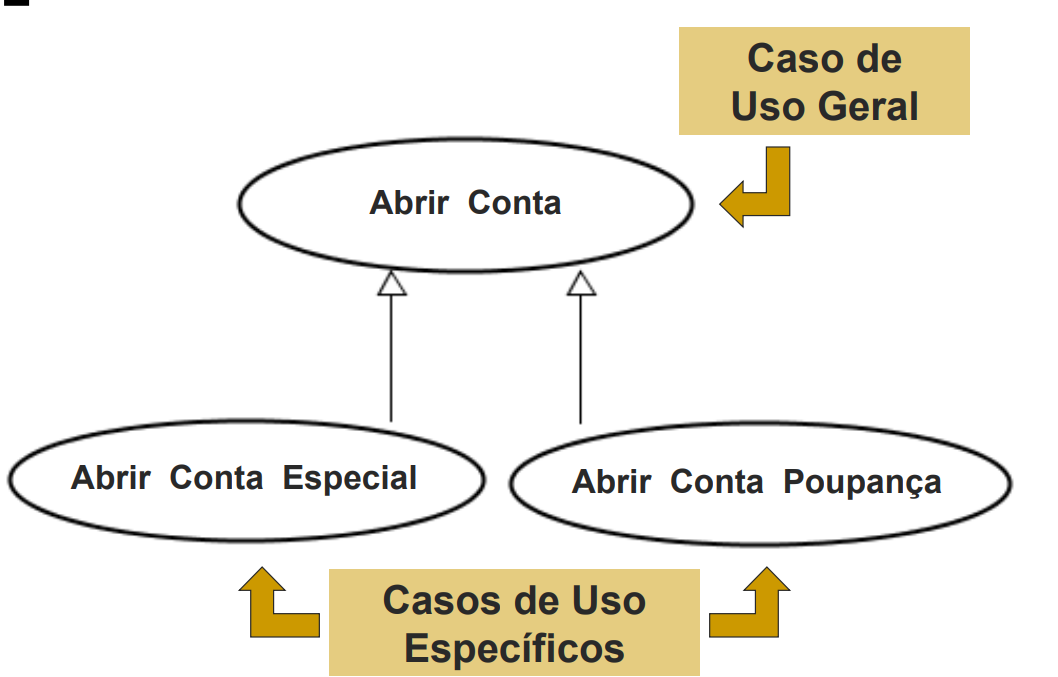 Caso de
Uso Geral
Abrir Conta
Abrir Conta Especial
Abrir Conta Poupança
Casos de Uso
Específicos